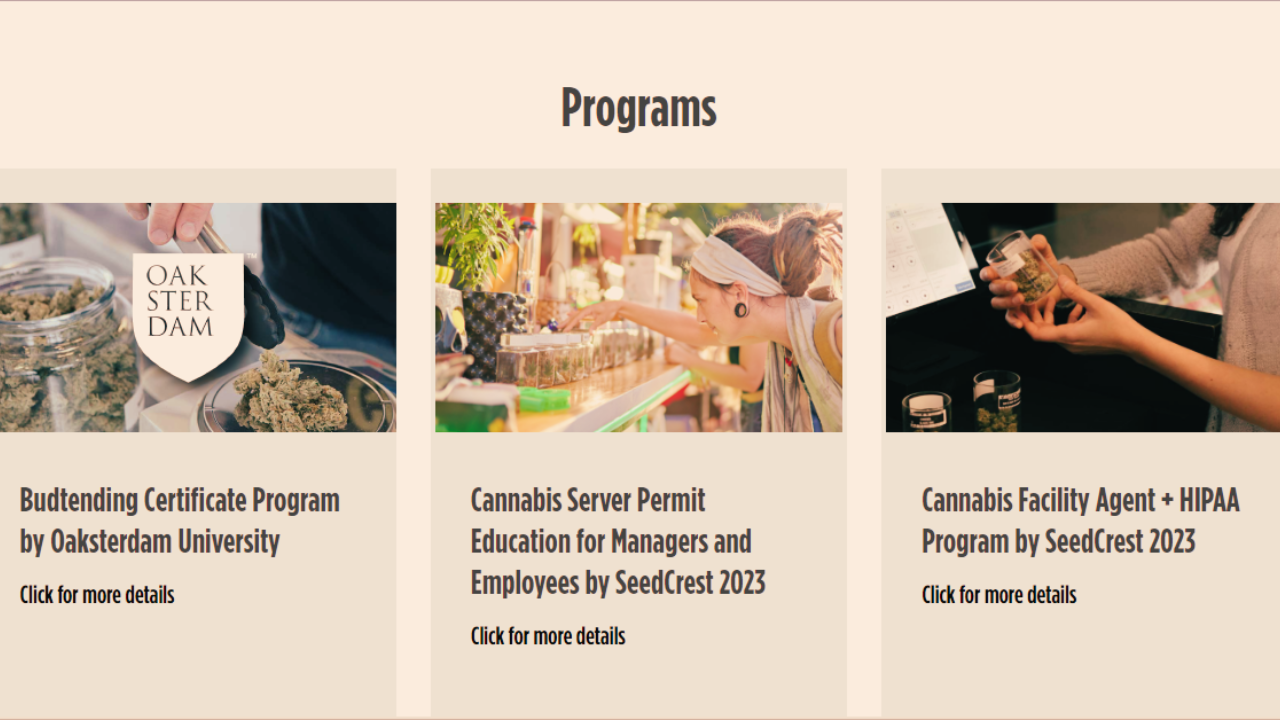 Programs
OAK
STER
DAM
Budtending Certificate Program
by Oaksterdam University
Click for more details
Cannabis Server Permit
Education for Managers and
Employees by SeedCrest 2023
Click for more details
Cannabis Facility Agent + HIPAA
Program by SeedCrest 2023
Click for more details